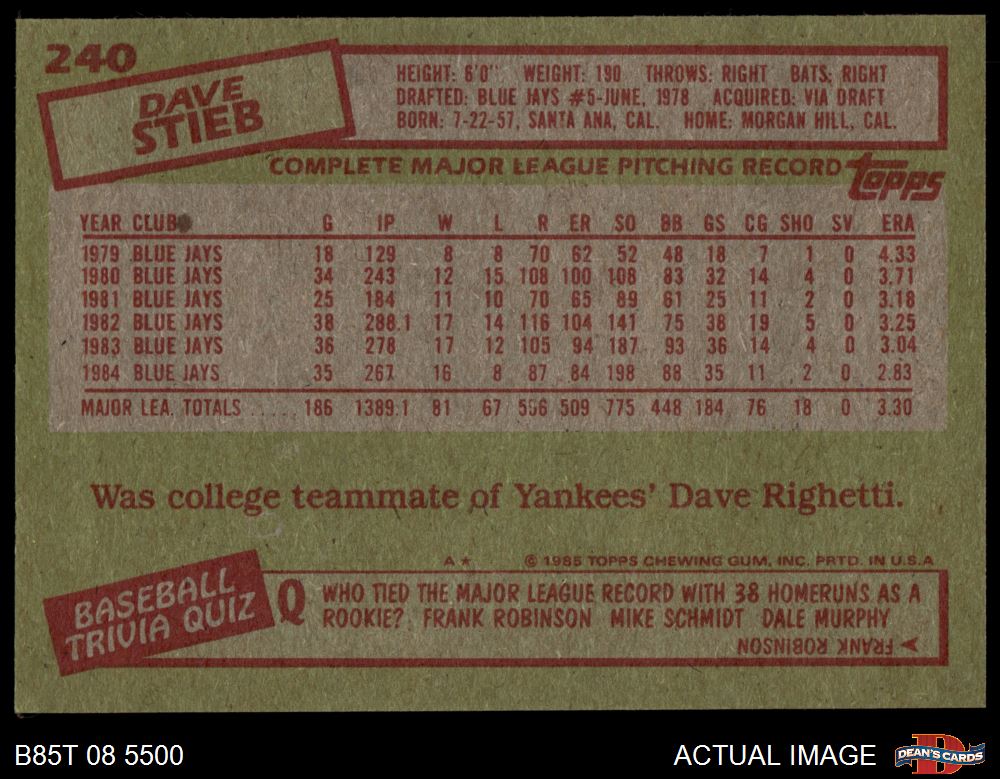 240
DAVE
STIEB
HEIGHT: 6'0" WEIGHT: 190 THROWS: RIGHT BATS: RIGHT
DRAFTED: BLUE JAYS #5-JUNE, 1978 ACQUIRED: VIA DRAFT
BORN: 7-22-57, SANTA ANA, CAL. HOME: MORGAN HILL, CAL.
COMPLETE MAJOR LEAGUE PITCHING RECORD topps
YEAR CLUB G IP W L R ER SO BB GS CG SHO SV ERA
1979 BLUE JAYS 18 129 8 8 70 62 52 48 18 7 1 0 4.33
1980 BLUE JAYS 34 243 12 15 108 100 108 83 32 14 4 0 3.71
1981 BLUE JAYS 25 184 11 10 70 65 89 61 25 11 2 0 3.18
1982 BLUE JAYS 38 288.1 17 14 116 104 141 75 38 19 5 0 3.25
1983 BLUE JAYS 36 278 17 12 105 94 187 93 36 14 4 0 3.04
1984 BLUE JAYS 35 267 16 8 87 84 198 88 35 11 2 0 2.83
MAJOR LEA. TOTALS ..... 186 1389.1 81 67 556 509 775 448 184 76 18 0 3.30
Was college teammate of Yankees' Dave Righetti.
A★ © 1985 TOPPS CHEWING GUM, INC. PRTD. IN U.S.A
BASEBALL
TRIVIA QUIZ
Q WHO TIED THE MAJOR LEAGUE RECORD WITH 38 HOMERUNS AS A
ROOKIE? FRANK ROBINSON MIKE SCHMIDT DALE MURPHY
FRANK ROBINSON
B85T 08 5500
ACTUAL IMAGE
DEAN'S CARDS